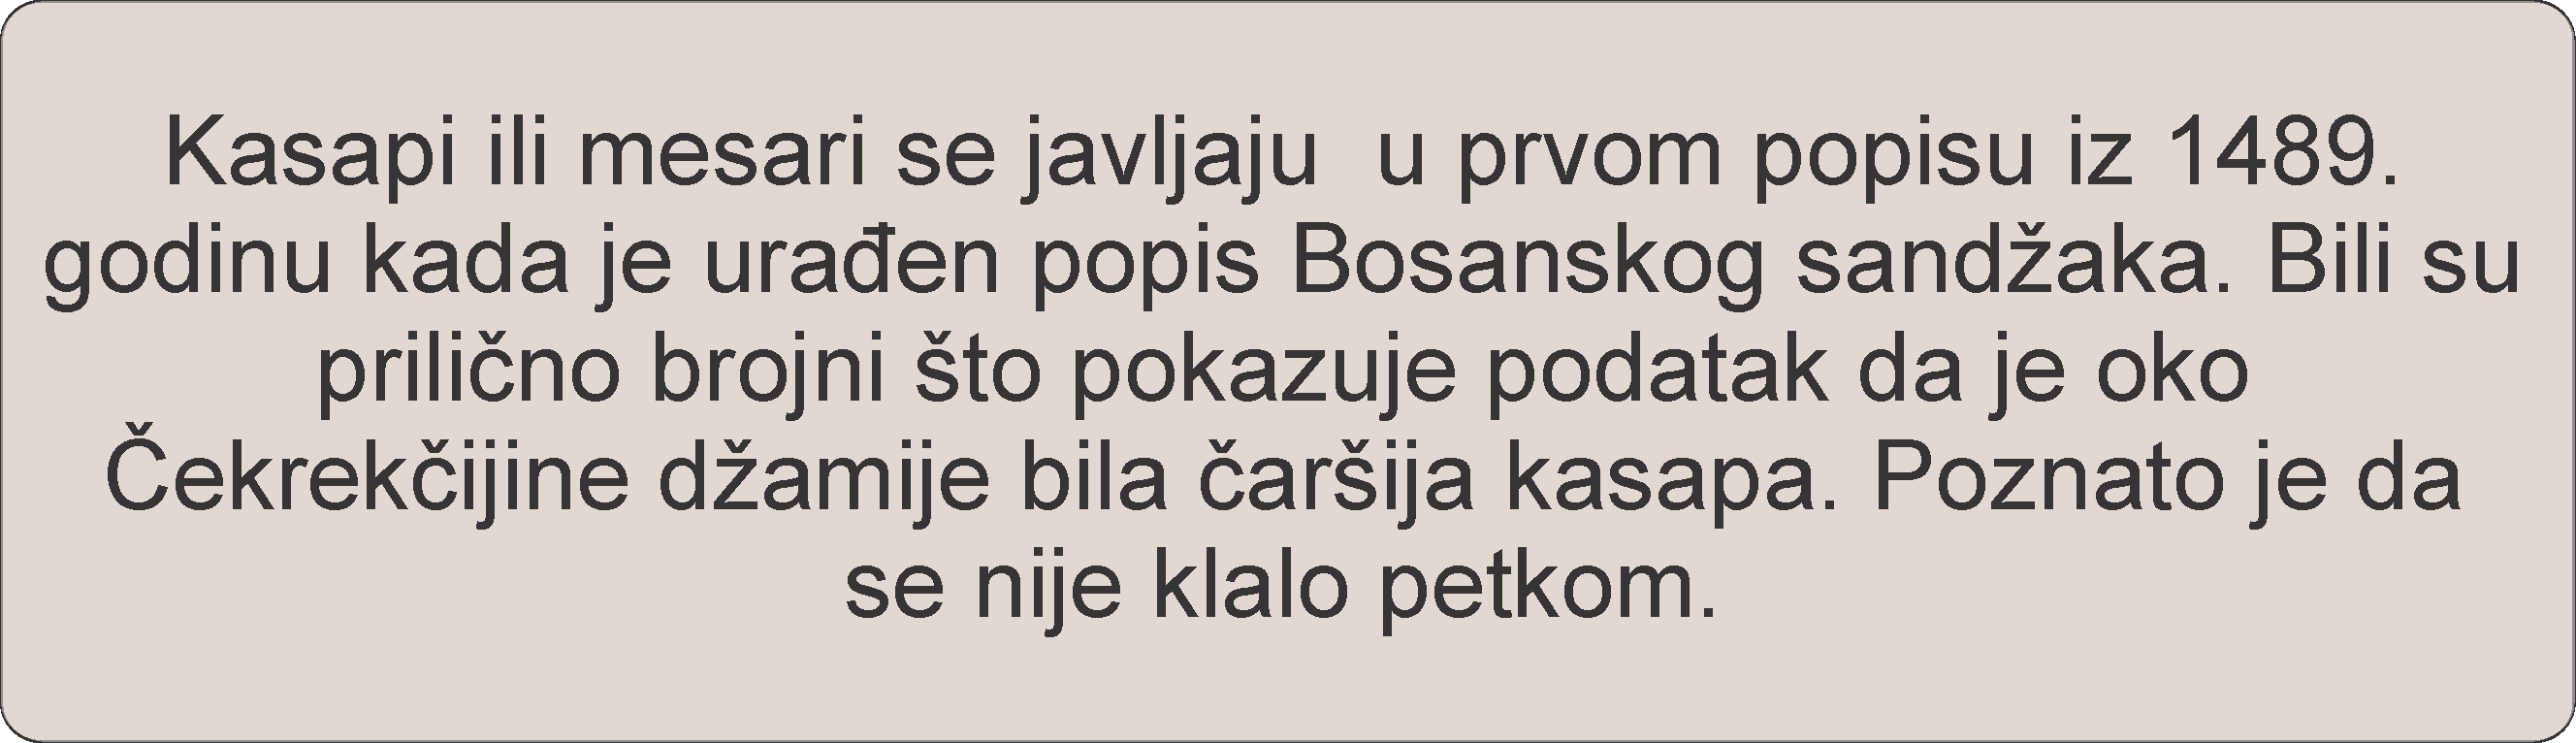 Kasapi ili mesari se javljaju  u prvom popisu iz 1489.
godinu kada je urađen popis Bosanskog sandžaka. Bili su
prilično brojni što pokazuje podatak da je oko
Čekrekčijine džamije bila čaršija kasapa. Poznato je da
se nije klalo petkom.